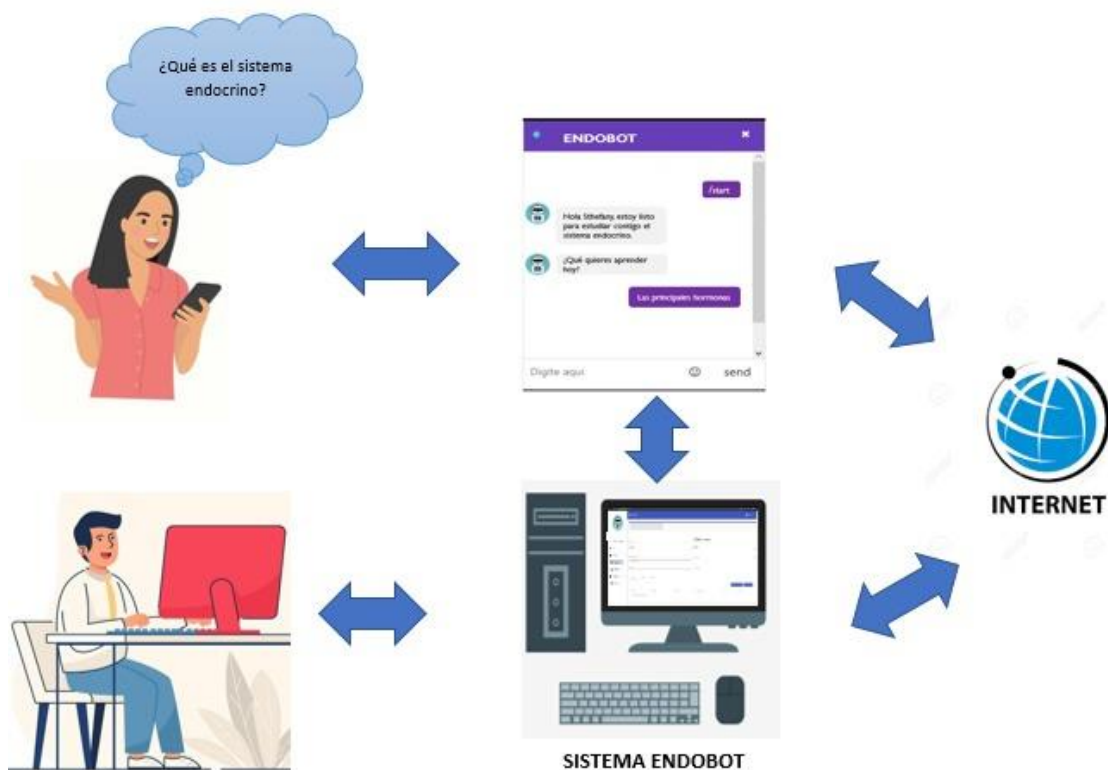 ¿Qué es el sistema
endocrino?
ENDOBOT
/start
Hola Sthefany, estoy listo
para estudiar contigo el
sistema endocrino.
¿Qué quieres aprender
hoy?
Las principales hormonas
Digite aqui
send
INTERNET
SISTEMA ENDOBOT